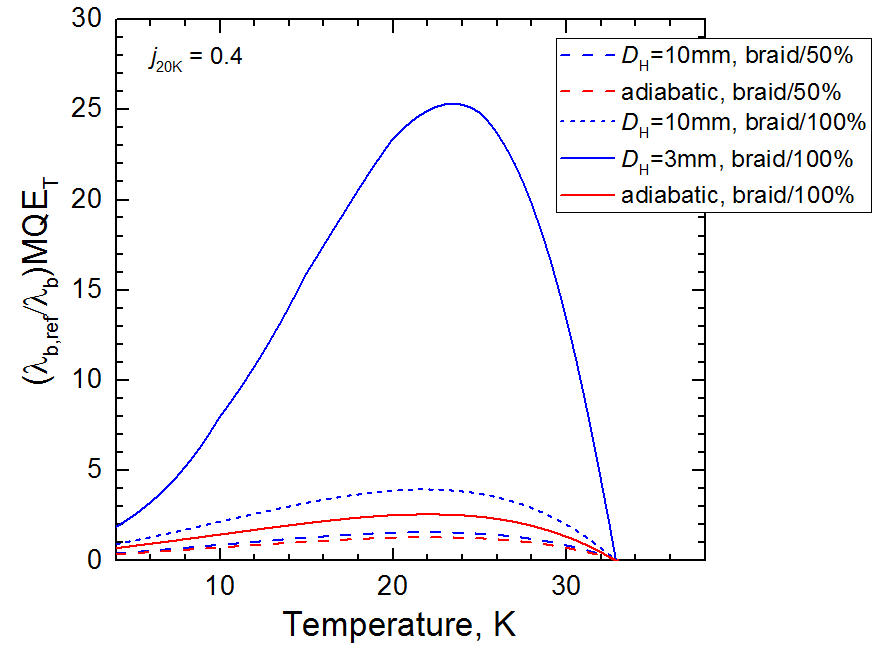 30
25
20
15
10
5
0
(λb,ref/λb)MQET
j20K = 0.4
DH=10mm, braid/50%
adiabatic, braid/50%
DH=10mm, braid/100%
DH=3mm, braid/100%
adiabatic, braid/100%
10 20 30
Temperature, K